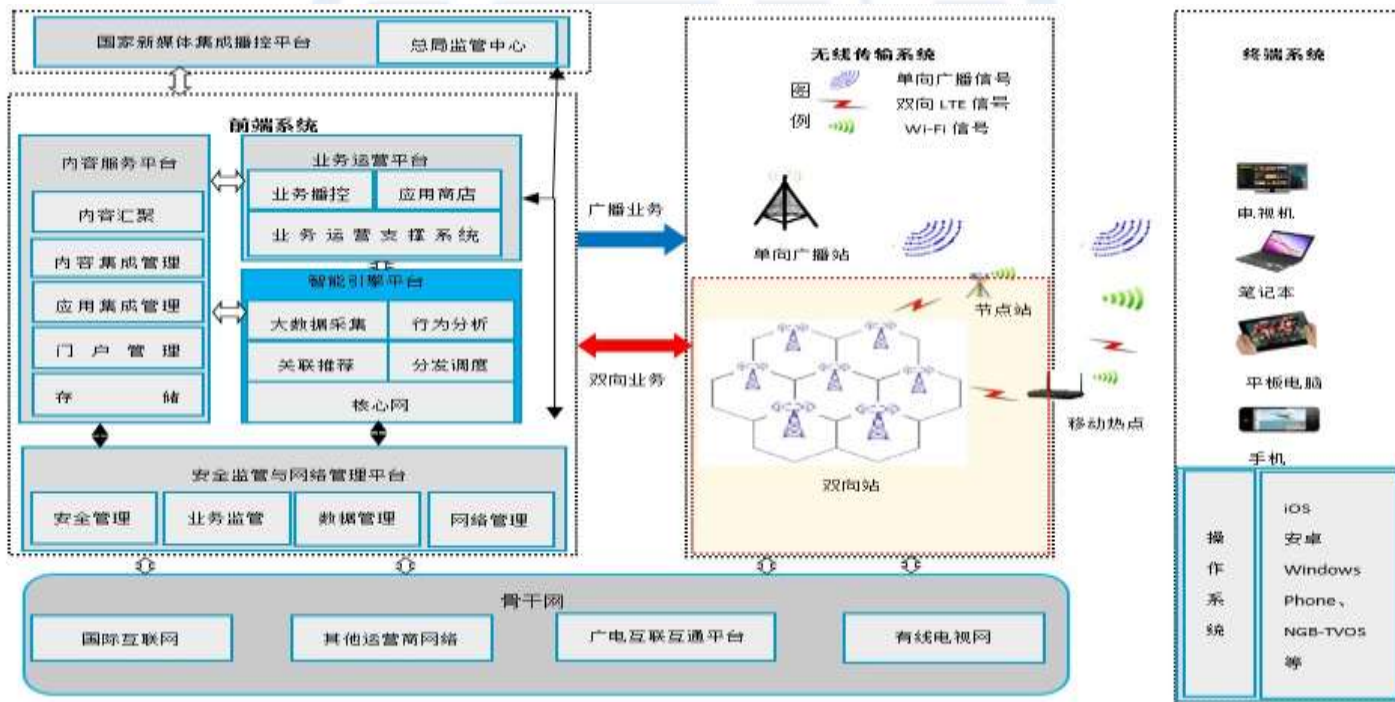 国家新媒体集成播控平台
总局监管中心
前端系统
内容服务平台
内容汇聚
内容集成管理
应用集成管理
门户管理
存储
业务运营平台
业务播控
应用商店
业务运营支撑系统
智能引擎平台
大数据采集
行为分析
关联推荐
分发调度
核心网
安全监管与网络管理平台
安全管理
业务监管
数据管理
网络管理
广播业务
双向业务
无线传输系统
图例
单向广播信号
双向 LTE 信号
Wi-Fi 信号
单向广播站
节点站
双向站
移动热点
终端系统
电视机
笔记本
平板电脑
手机
操作系统
iOS
安卓
Windows
Phone、
NGB-TVOS
等
骨干网
国际互联网
其他运营商网络
广电互联互通平台
有线电视网